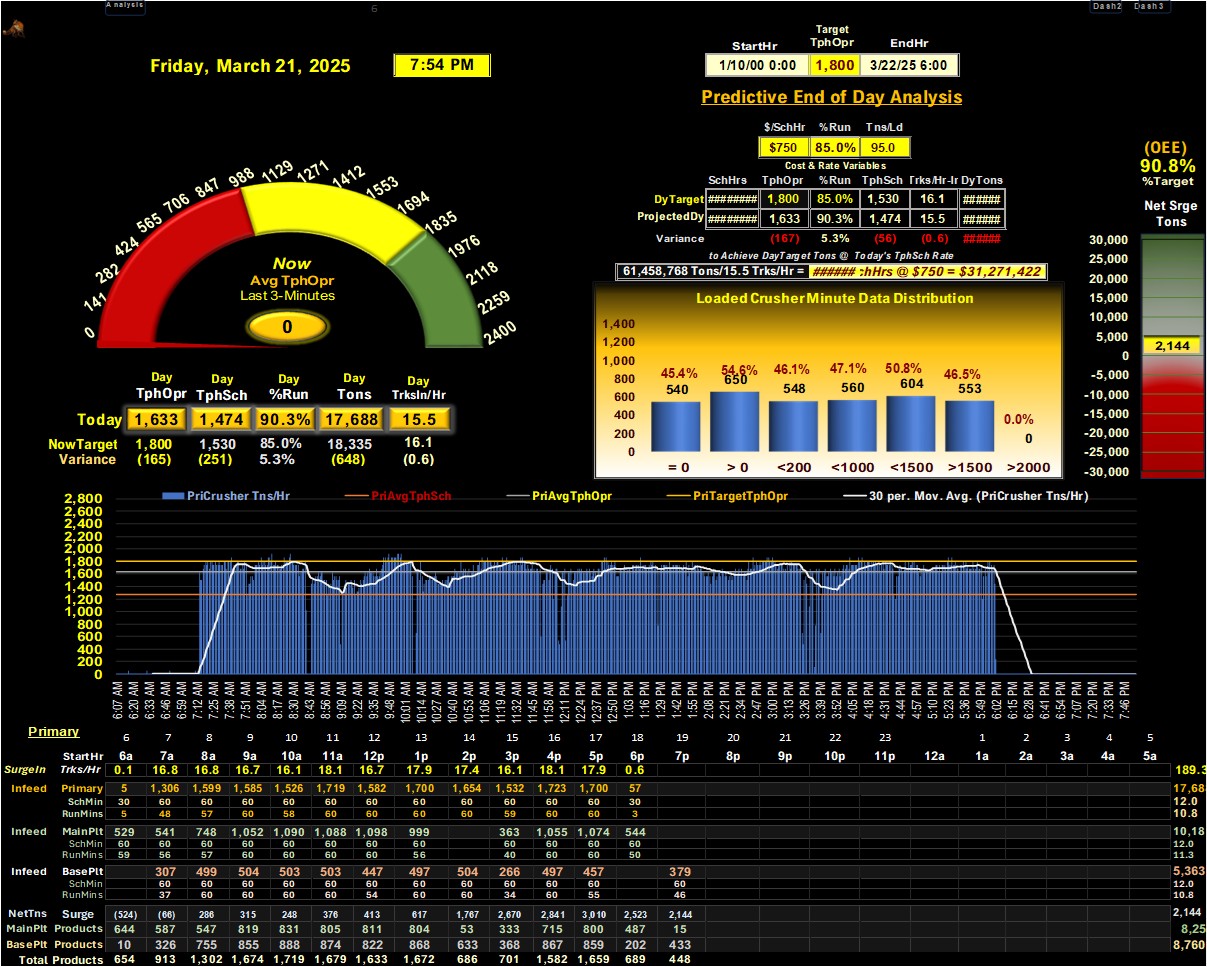 Analysis
6
Dash2 Dash3
Friday, March 21, 2025 7:54 PM
StartHr Target TphOpr EndHr
1/10/00 0:00 1,800 3/22/25 6:00
Predictive End of Day Analysis
$/SchHr %Run Tns/Ld
$750 85.0% 95.0
Cost & Rate Variables
SchHrs TphOpr %Run TphSch Trks/Hr-Ir DyTons
DyTarget ######## 1,800 85.0% 1,530 16.1 ######
ProjectedDy ######## 1,633 90.3% 1,474 15.5 ######
Variance (167) 5.3% (56) (0.6) ######
to Achieve DayTarget Tons @ Today's TphSch Rate
61,458,768 Tons/15.5 Trks/Hr = ###### :hHrs @ $750 = $31,271,422
(OEE)
90.8%
%Target
Net Srge
Tons
30,000
25,000
20,000
15,000
10,000
5,000
2,144
0
-5,000
-10,000
-15,000
-20,000
-25,000
-30,000
0 141 282 424 565 706 847 988 1129 1271 1412 1553 1694 1835 1976 2118 2259 2400
Now
Avg TphOpr
Last 3-Minutes
0
Day Day Day Day Day
TphOpr TphSch %Run Tons TrksIn/Hr
Today 1,633 1,474 90.3% 17,688 15.5
NowTarget 1,800 1,530 85.0% 18,335 16.1
Variance (165) (251) 5.3% (648) (0.6)
Loaded Crusher Minute Data Distribution
1,400
1,200
1,000
800
600
400
200
0
45.4% 54.6% 46.1% 47.1% 50.8% 46.5% 0.0%
540 650 548 560 604 553 0
= 0 > 0 <200 <1000 <1500 >1500 >2000
PriCrusher Tns/Hr PriAvgTphSch PriAvgTphOpr PriTargetTphOpr 30 per. Mov. Avg. (PriCrusher Tns/Hr)
2,800
2,600
2,400
2,200
2,000
1,800
1,600
1,400
1,200
1,000
800
600
400
200
0
6:07 AM 6:20 AM 6:33 AM 6:46 AM 6:59 AM 7:12 AM 7:25 AM 7:38 AM 7:51 AM 8:04 AM 8:17 AM 8:30 AM 8:43 AM 8:56 AM 9:09 AM 9:22 AM 9:35 AM 9:48 AM 10:01 AM 10:14 AM 10:27 AM 10:40 AM 10:53 AM 11:06 AM 11:19 AM 11:32 AM 11:45 AM 11:58 AM 12:11 PM 12:24 PM 12:37 PM 12:50 PM 1:03 PM 1:16 PM 1:29 PM 1:42 PM 1:55 PM 2:08 PM 2:21 PM 2:34 PM 2:47 PM 3:00 PM 3:13 PM 3:26 PM 3:39 PM 3:52 PM 4:05 PM 4:18 PM 4:31 PM 4:44 PM 4:57 PM 5:10 PM 5:23 PM 5:36 PM 5:49 PM 6:02 PM 6:15 PM 6:28 PM 6:41 PM 6:54 PM 7:07 PM 7:20 PM 7:33 PM 7:46 PM
Primary
6 7 8 9 10 11 12 13 14 15 16 17 18 19 20 21 22 23 1 2 3 4 5
StartHr 6a 7a 8a 9a 10a 11a 12p 1p 2p 3p 4p 5p 6p 7p 8p 9p 10p 11p 12a 1a 2a 3a 4a 5a
SurgeIn Trks/Hr 0.1 16.8 16.8 16.7 16.1 18.1 16.7 17.9 17.4 16.1 18.1 17.9 0.6 189.3
Infeed Primary 5 1,306 1,599 1,585 1,526 1,719 1,582 1,700 1,654 1,532 1,723 1,700 57 17,68
SchMin 30 60 60 60 60 60 60 60 60 60 60 60 30 12.0
RunMins 5 48 57 60 58 60 60 60 60 59 60 60 3 10.8
Infeed MainPlt 529 541 748 1,052 1,090 1,088 1,098 999 363 1,055 1,074 544 10,18
SchMin 60 60 60 60 60 60 60 60 60 60 60 60 12.0
RunMins 59 56 57 60 60 60 60 56 40 60 60 50 11.3
Infeed BasePlt 307 499 504 503 503 447 497 504 266 497 457 379 5,363
SchMin 60 60 60 60 60 60 60 60 60 60 60 60 12.0
RunMins 37 60 60 60 60 54 60 60 34 60 55 46 10.8
NetTns Surge (524) (66) 286 315 248 376 413 617 1,767 2,670 2,841 3,010 2,523 2,144 2,144
MainPlt Products 644 587 547 819 831 805 811 804 53 333 715 800 487 15 8,25
BasePlt Products 10 326 755 855 888 874 822 868 633 368 867 859 202 433 8,760
Total Products 654 913 1,302 1,674 1,719 1,679 1,633 1,672 686 701 1,582 1,659 689 448